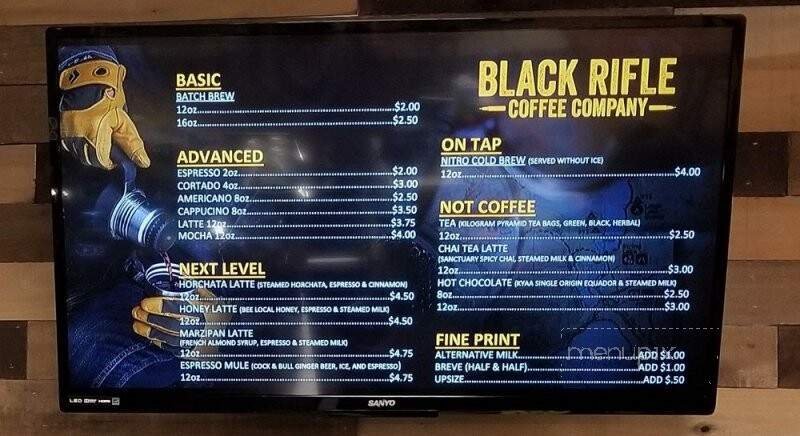 BLACK RIFLE
COFFEE COMPANY
BASIC
BATCH BREW
12oz $2.00
16oz $2.50
ADVANCED
ESPRESSO 2oz $2.00
CORTADO 4oz $3.00
AMERICANO 8oz $2.50
CAPPUCINO 8oz $3.50
LATTE 12oz $3.75
MOCHA 12oz $4.00
NEXT LEVEL
HORCHATA LATTE (STEAMED HORCHATA, ESPRESSO & CINNAMON)
12oz $4.50
HONEY LATTE (BEE LOCAL HONEY, ESPRESSO & STEAMED MILK)
12oz $4.50
MARZIPAN LATTE
(FRENCH ALMOND SYRUP, ESPRESSO & STEAMED MILK)
12oz $4.75
ESPRESSO MULE (COCK & BULL GINGER BEER, ICE, AND ESPRESSO)
12oz $4.75
ON TAP
NITRO COLD BREW (SERVED WITHOUT ICE)
12oz $4.00
NOT COFFEE
TEA (KILOGRAM PYRAMID TEA BAGS, GREEN, BLACK, HERBAL)
12oz $2.50
CHAI TEA LATTE
(SANCTUARY SPICY CHAI, STEAMED MILK & CINNAMON)
12oz $3.00
HOT CHOCOLATE (KYAA SINGLE ORIGIN EQUADOR & STEAMED MILK)
8oz $2.50
12oz $3.00
FINE PRINT
ALTERNATIVE MILK ADD $1.00
BREVE (HALF & HALF) ADD $1.00
UPSIZE ADD $.50
menupix
LED
HDMI
SANYO